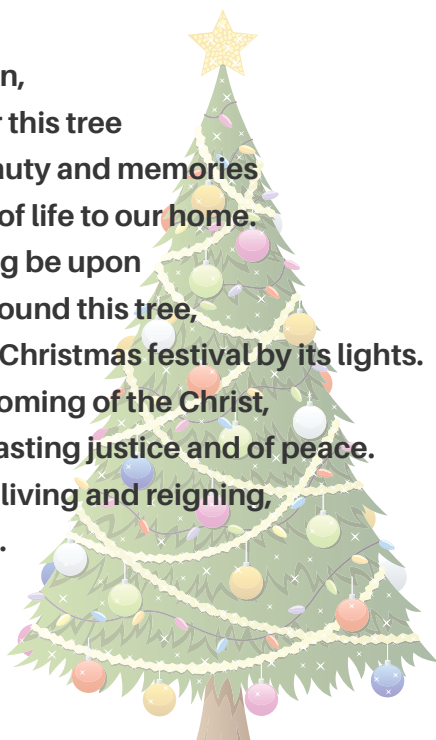 n,
r this tree
auty and memories
of life to our home.
g be upon
ound this tree,
Christmas festival by its lights.
oming of the Christ,
asting justice and of peace.
living and reigning,
.